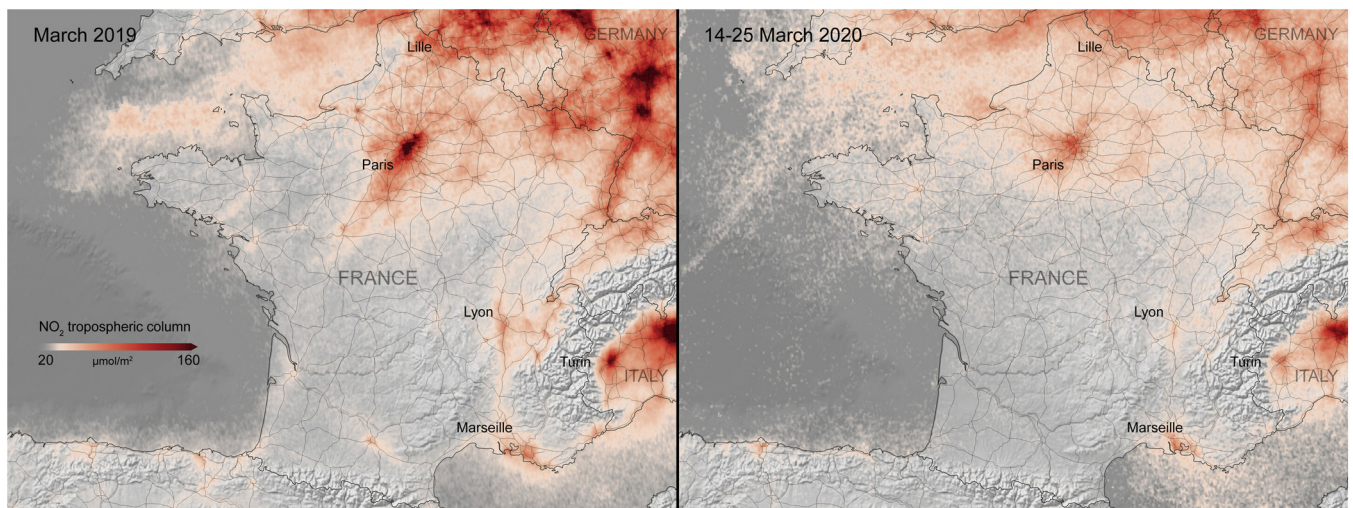 March 2019
Lille
GERMANY
Paris
FRANCE
Lyon
NO₂ tropospheric column
20 µmol/m² 160
Turin
ITALY
Marseille
14-25 March 2020
Lille
GERMANY
Paris
FRANCE
Lyon
Turin
ITALY
Marseille